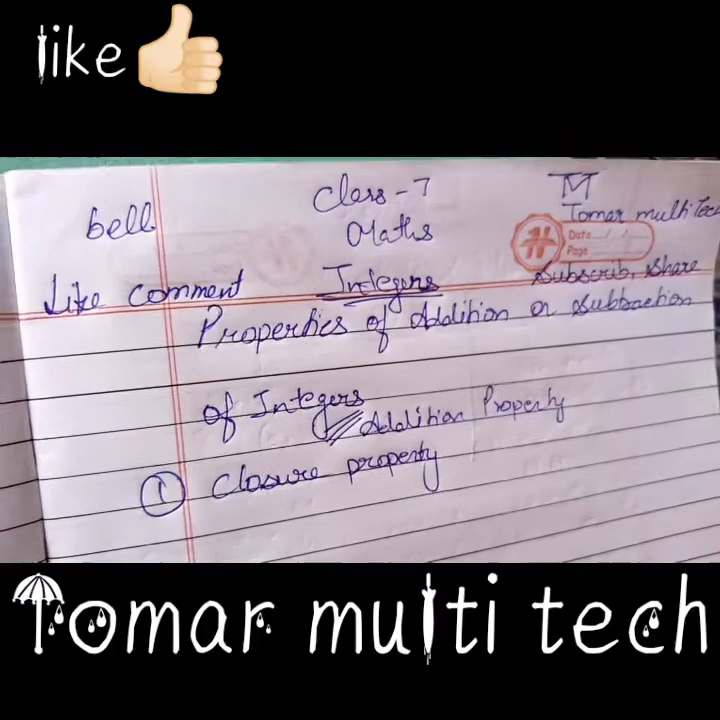 like
Class - 7
M
bell
Maths
Tomar multi Tec
Date
Page
Like comment
Integers
Subscrib, Share
Properties of Addition or Subtraction
of Integers
Addition Property
1 Closure property
Tomar multi tech